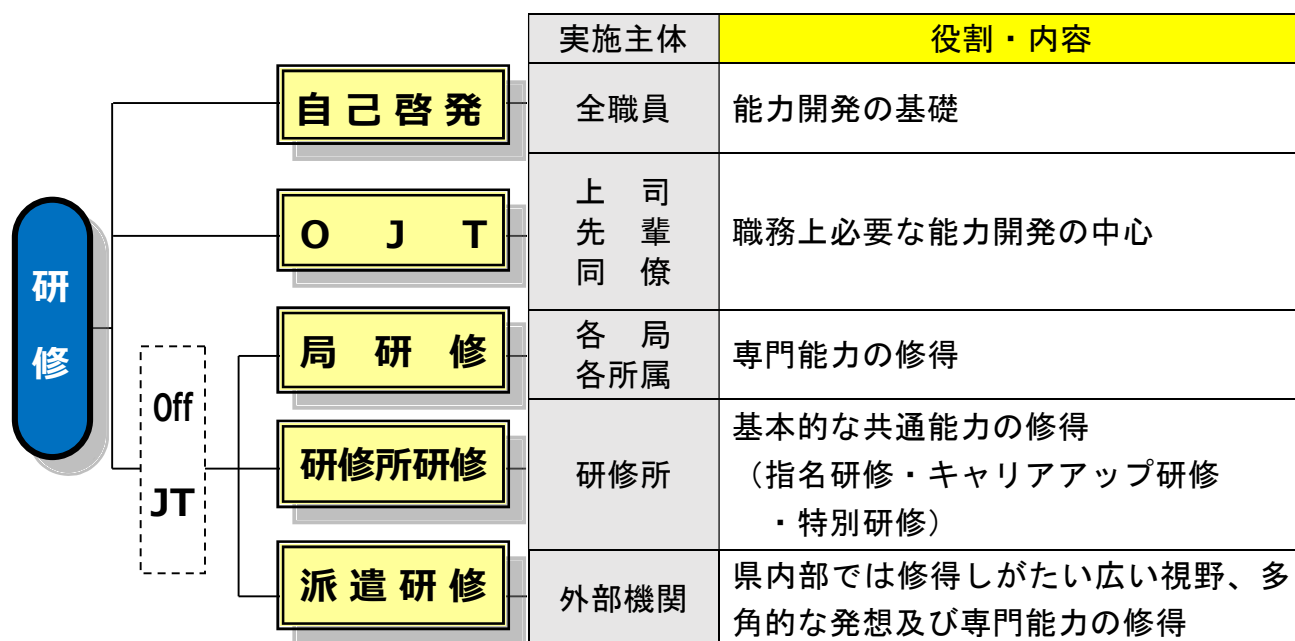 実施主体 役割・内容
自己啓発 全職員 能力開発の基礎
上 司
先 輩
同 僚
OJT 職務上必要な能力開発の中心
研
修
局研修
各 局
各所属
専門能力の修得
Off
JT
研修所研修 研修所
基本的な共通能力の修得
（指名研修・キャリアアップ研修
・特別研修）
派遣研修 外部機関
県内部では修得しがたい広い視野、多
角的な発想及び専門能力の修得